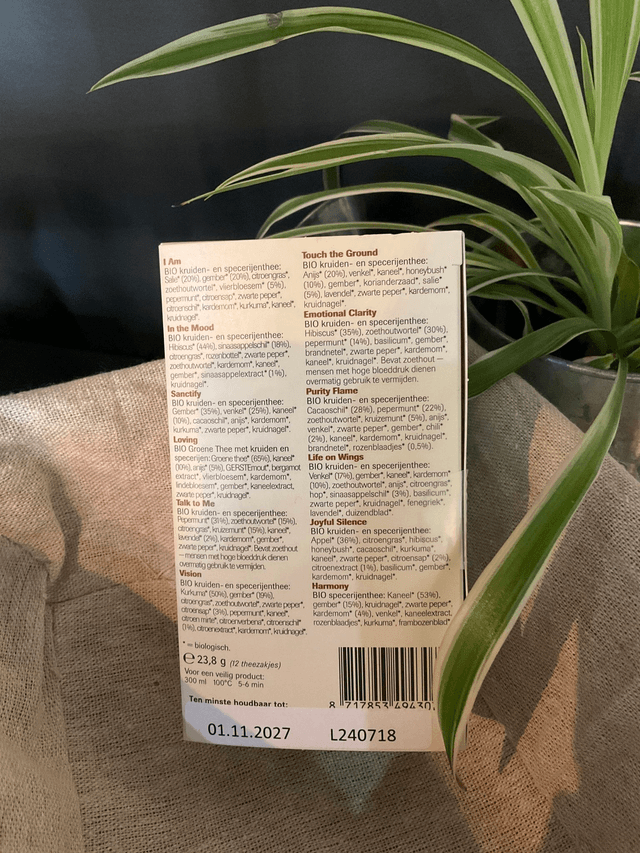 I Am
BIO kruiden- en specerijenthee:
Salie* (20%), gember* (20%), citroengras*,
zoethoutwortel*, vlierbloesem* (5%),
pepermunt*, citroensap*, zwarte peper*,
citroenschil*, kardemom*, kurkuma*, kaneel*,
kruidnagel*.
In the Mood
BIO kruiden- en specerijenthee:
Hibiscus* (44%), sinaasappelschil* (18%),
citroengras*, rozenbottel*, zwarte peper*,
zoethoutwortel*, kardemom*, kaneel*,
gember*, sinaasappelextract* (1%),
kruidnagel*.
Sanctify
BIO kruiden- en specerijenthee:
Gember* (35%), venkel* (25%), kaneel*
(10%), cacaoschil*, anijs*, kardemom*,
kurkuma*, zwarte peper*, kruidnagel*.
Loving
BIO Groene Thee met kruiden en
specerijen: Groene thee* (65%), kaneel*
(10%), anijs* (5%), GERSTEmout*, bergamot
extract*, vlierbloesem*, kardemom*,
lindebloesem*, gember*, kaneelextract,
zwarte peper*, kruidnagel*.
Talk to Me
BIO kruiden- en specerijenthee:
Pepermunt* (31%), zoethoutwortel* (15%),
citroengras*, kruizemunt* (15%), kaneel*,
lavendel* (2%), kardemom*, gember*,
zwarte peper*, kruidnagel*. Bevat zoethout
– mensen met hoge bloeddruk dienen
overmatig gebruik te vermijden.
Vision
BIO kruiden- en specerijenthee:
Kurkuma* (50%), gember* (19%),
citroengras*, zoethoutwortel*, zwarte peper*,
citroensap* (3%), pepermunt*, kaneel*,
citroen mirte*, citroenverbena*, citroenschil*
(1%), citroenextract*, kardemom*, kruidnagel*.
* = biologisch.
℮ 23,8 g (12 theezakjes)
Voor een veilig product:
300 ml 100°C 5-6 min
Ten minste houdbaar tot:
01.11.2027 L240718
Touch the Ground
BIO kruiden- en specerijenthee:
Anijs* (20%), venkel*, kaneel*, honeybush*
(10%), gember*, korianderzaad*, salie*
(5%), lavendel*, zwarte peper*, kardemom*,
kruidnagel*.
Emotional Clarity
BIO kruiden- en specerijenthee:
Hibiscus* (35%), zoethoutwortel* (30%),
pepermunt* (14%), basilicum*, gember*,
brandnetel*, zwarte peper*, kardemom*,
kaneel*, kruidnagel*. Bevat zoethout –
mensen met hoge bloeddruk dienen
overmatig gebruik te vermijden.
Purity Flame
BIO kruiden- en specerijenthee:
Cacaoschil* (28%), pepermunt* (22%),
zoethoutwortel*, kruizemunt* (5%), anijs*,
venkel*, zwarte peper*, gember*, chili*
(2%), kaneel*, kardemom*, kruidnagel*,
brandnetel*, rozenblaadjes* (0,5%).
Life on Wings
BIO kruiden- en specerijenthee:
Venkel* (17%), gember*, kaneel*, kardemom*
(10%), zoethoutwortel*, anijs*, citroengras*,
hop*, sinaasappelschil* (3%), basilicum*,
zwarte peper*, kruidnagel*, fenegriek*,
lavendel*, duizendblad*.
Joyful Silence
BIO kruiden- en specerijenthee:
Appel* (36%), citroengras*, hibiscus*,
honeybush*, cacaoschil*, kurkuma*,
kaneel*, zwarte peper*, citroensap* (2%),
citroenextract* (1%), basilicum*, gember*,
kardemom*, kruidnagel*.
Harmony
BIO specerijenthee: Kaneel* (53%),
gember* (15%), kruidnagel*, zwarte peper*,
kardemom* (4%), venkel*, kaneelextract,
rozenblaadjes*, kurkuma*, frambozenblad*
8 717853 49430